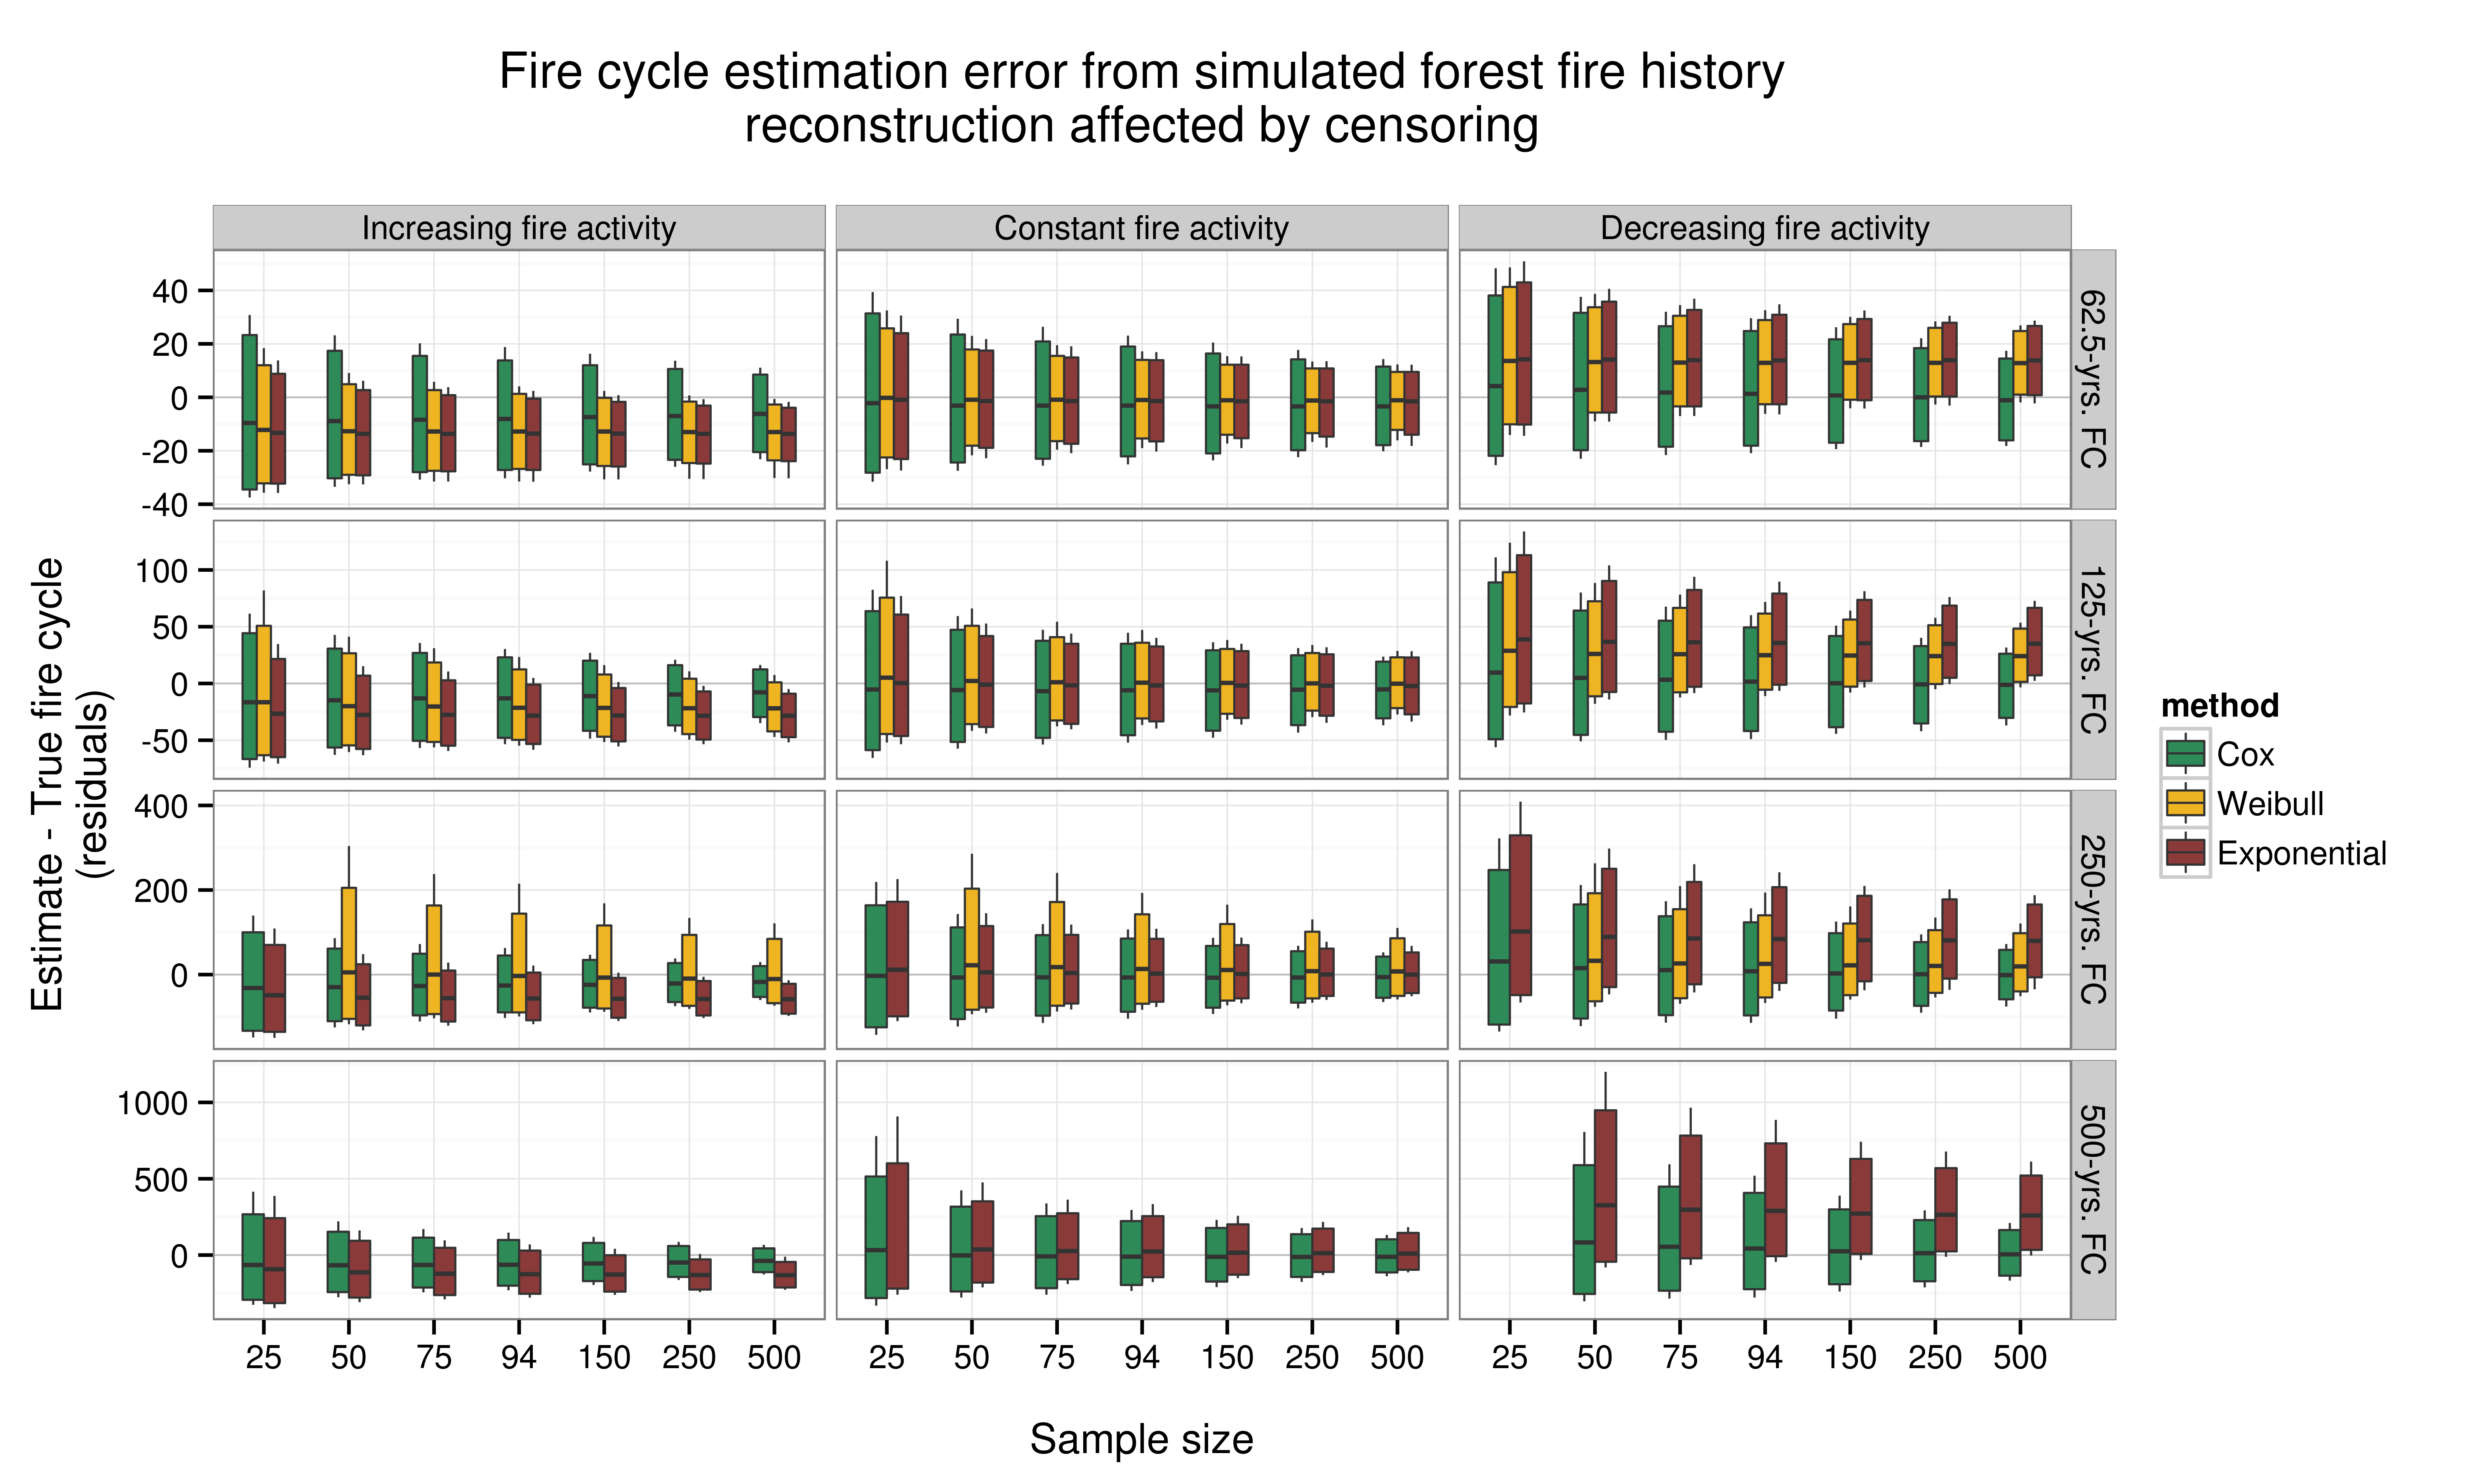 Fire cycle estimation error from simulated forest fire history
reconstruction affected by censoring
Increasing fire activity
Constant fire activity
Decreasing fire activity
Estimate - True fire cycle
(residuals)
40
20
0
-20
-40
62.5-yrs. FC
100
50
0
-50
125-yrs. FC
400
200
0
250-yrs. FC
1000
500
0
500-yrs. FC
25 50 75 94 150 250 500
25 50 75 94 150 250 500
25 50 75 94 150 250 500
Sample size
method
Cox
Weibull
Exponential